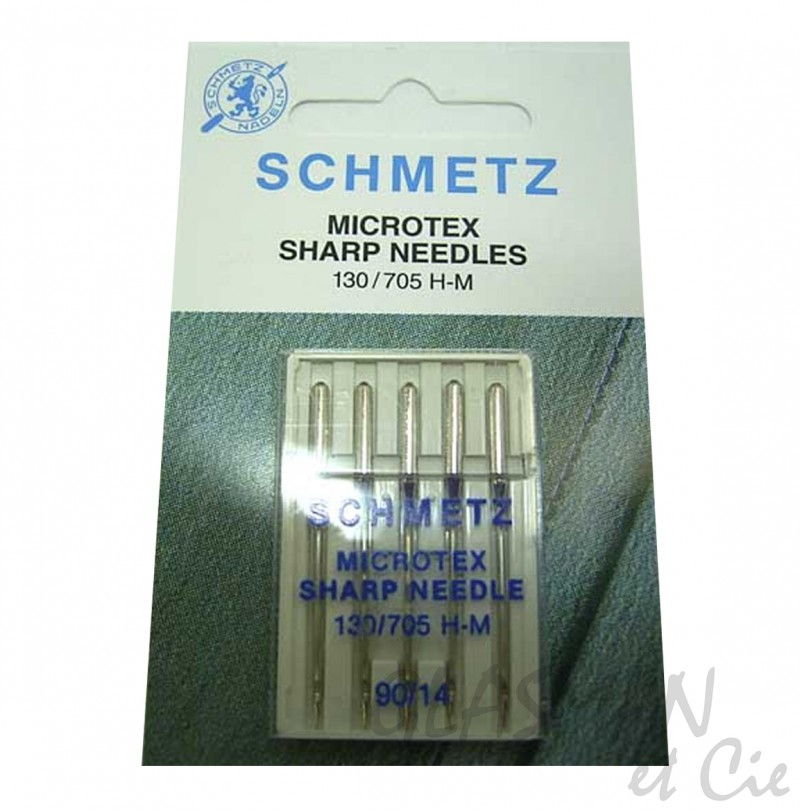 SCHMETZ
NADELN
SCHMETZ
MICROTEX
SHARP NEEDLES
130/705 H-M
SCHMETZ
MICROTEX
SHARP NEEDLE
130/705 H-M
90/14
et Cie